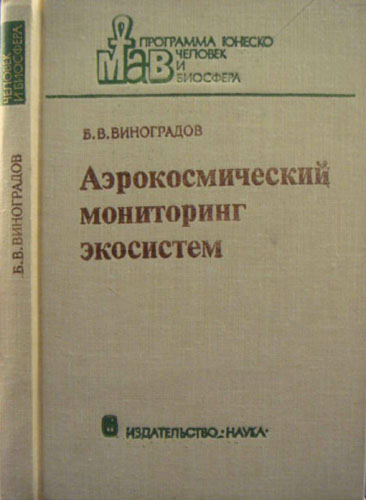 ЧЕЛОВЕК
И БИОСФЕРА
Б.В. ВИНОГРАДОВ
МАВ
ПРОГРАММА ЮНЕСКО
ЧЕЛОВЕК
И
БИОСФЕРА
Б.В.ВИНОГРАДОВ
Аэрокосмический
мониторинг
экосистем
ИЗДАТЕЛЬСТВО «НАУКА»